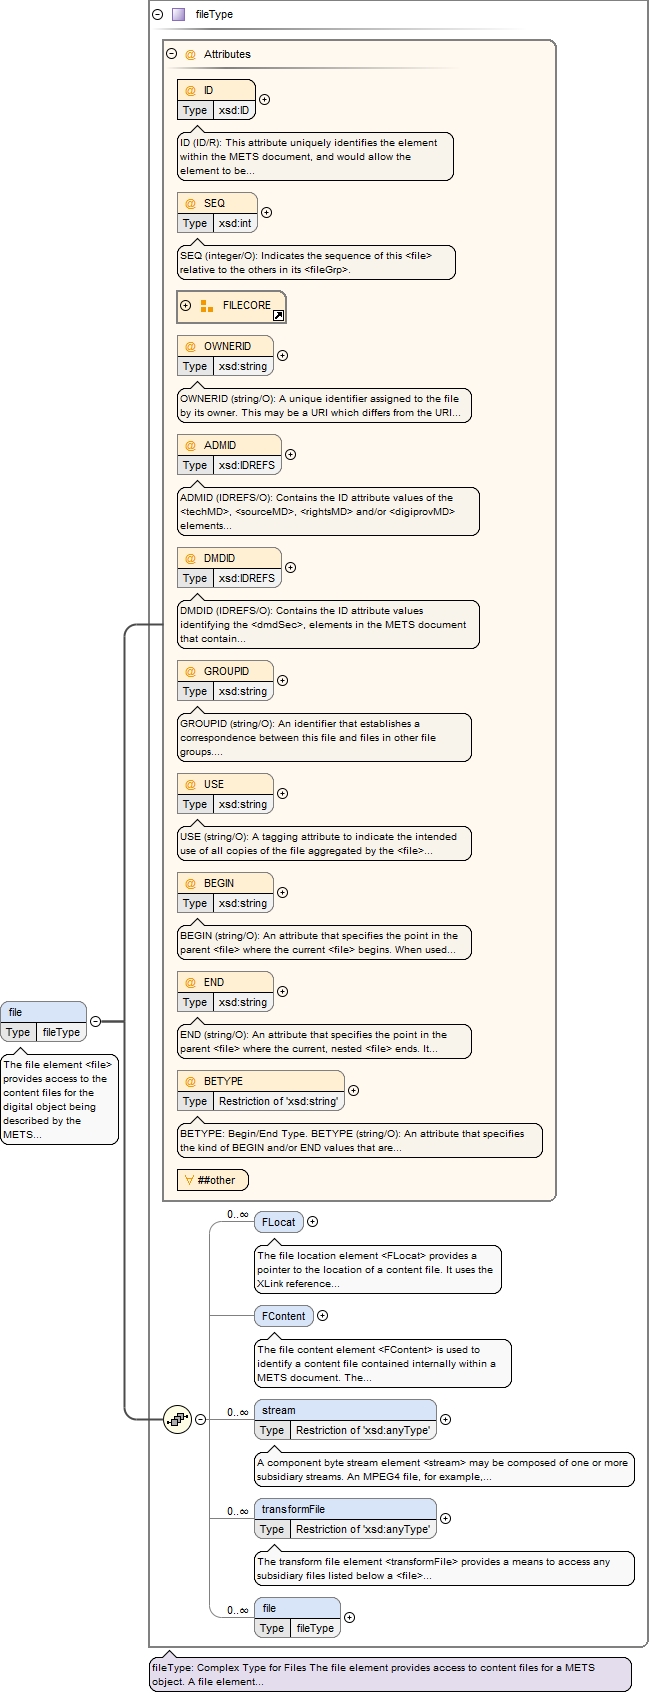 fileType
@ Attributes
@ ID
Type xsd:ID
ID (ID/R): This attribute uniquely identifies the element
within the METS document, and would allow the
element to be...
@ SEQ
Type xsd:int
SEQ (integer/O): Indicates the sequence of this <file>
relative to the others in its <fileGrp>.
FILECORE
@ OWNERID
Type xsd:string
OWNERID (string/O): A unique identifier assigned to the file
by its owner. This may be a URI which differs from the URI...
@ ADMID
Type xsd:IDREFS
ADMID (IDREFS/O): Contains the ID attribute values of the
<techMD>, <sourceMD>, <rightsMD> and/or <digiprovMD>
elements...
@ DMDID
Type xsd:IDREFS
DMDID (IDREFS/O): Contains the ID attribute values
identifying the <dmdSec>, elements in the METS document
that contain...
@ GROUPID
Type xsd:string
GROUPID (string/O): An identifier that establishes a
correspondence between this file and files in other file
groups....
@ USE
Type xsd:string
USE (string/O): A tagging attribute to indicate the intended
use of all copies of the file aggregated by the <file>...
@ BEGIN
Type xsd:string
BEGIN (string/O): An attribute that specifies the point in the
parent <file> where the current <file> begins. When used...
@ END
Type xsd:string
END (string/O): An attribute that specifies the point in the
parent <file> where the current, nested <file> ends. It...
@ BETYPE
Type Restriction of 'xsd:string'
BETYPE: Begin/End Type. BETYPE (string/O): An attribute that specifies
the kind of BEGIN and/or END values that are...
∀ ##other
file
Type fileType
The file element <file>
provides access to the
content files for the
digital object being
described by the
METS...
0..∞ FLocat
The file location element <FLocat> provides a
pointer to the location of a content file. It uses the
XLink reference...
FContent
The file content element <FContent> is used to
identify a content file contained internally within a
METS document. The...
0..∞ stream
Type Restriction of 'xsd:anyType'
A component byte stream element <stream> may be composed of one or more
subsidiary streams. An MPEG4 file, for example,...
0..∞ transformFile
Type Restriction of 'xsd:anyType'
The transform file element <transformFile> provides a means to access any
subsidiary files listed below a <file>...
0..∞ file
Type fileType
fileType: Complex Type for Files The file element provides access to content files for a METS
object. A file element...